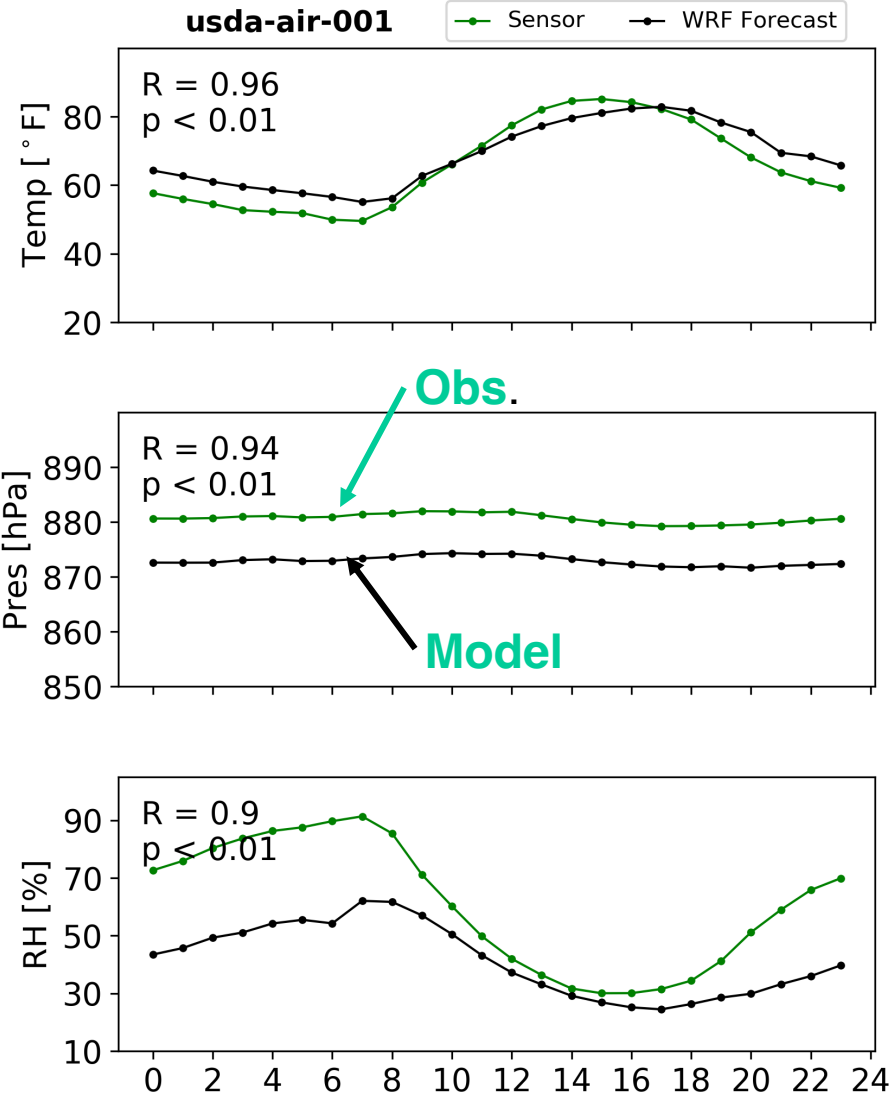 usda-air-001
Sensor
WRF Forecast
R = 0.96
p < 0.01
Temp [°F]
80
60
40
20
Obs.
R = 0.94
p < 0.01
Pres [hPa]
890
880
870
860
850
Model
R = 0.9
p < 0.01
RH [%]
90
70
50
30
10
0 2 4 6 8 10 12 14 16 18 20 22 24